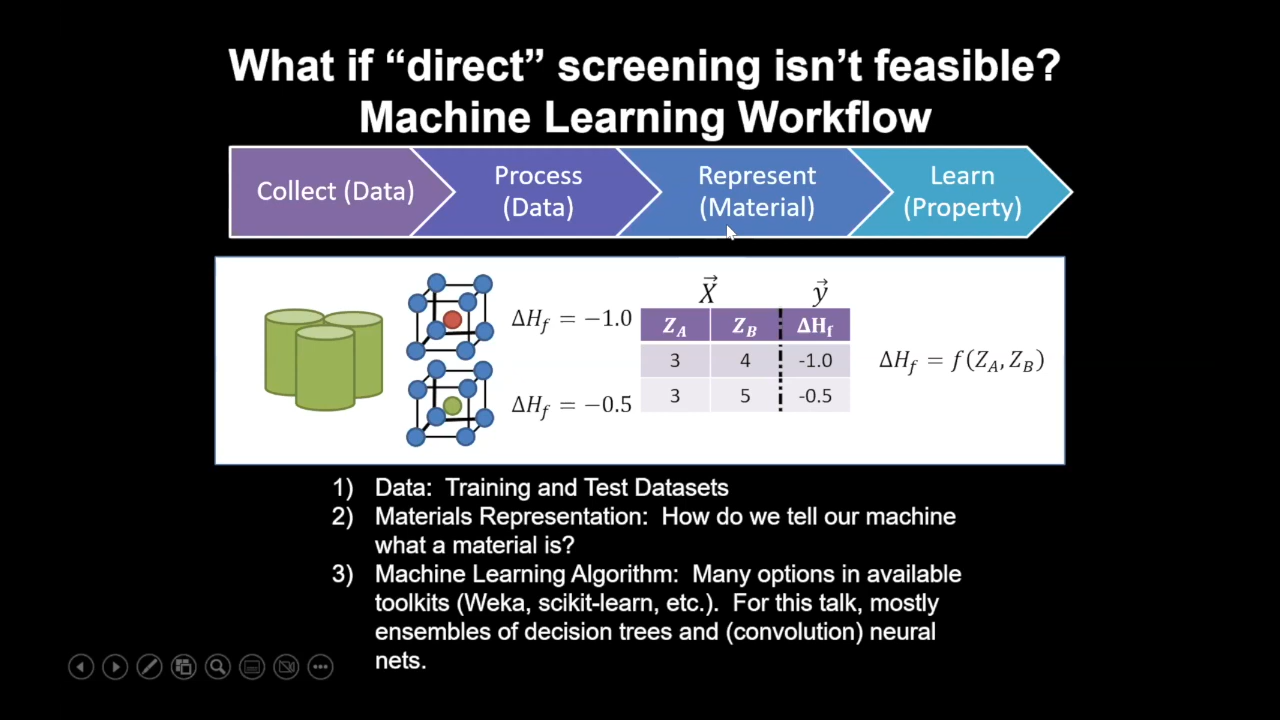 What if “direct” screening isn’t feasible?
Machine Learning Workflow
Collect (Data)
Process
(Data)
Represent
(Material)
Learn
(Property)
ΔH_f = −1.0
ΔH_f = −0.5
X⃗ y⃗
Z_A Z_B ΔH_f
3 4 -1.0
3 5 -0.5
ΔH_f = f(Z_A, Z_B)
1) Data: Training and Test Datasets
2) Materials Representation: How do we tell our machine
what a material is?
3) Machine Learning Algorithm: Many options in available
toolkits (Weka, scikit-learn, etc.). For this talk, mostly
ensembles of decision trees and (convolution) neural
nets.